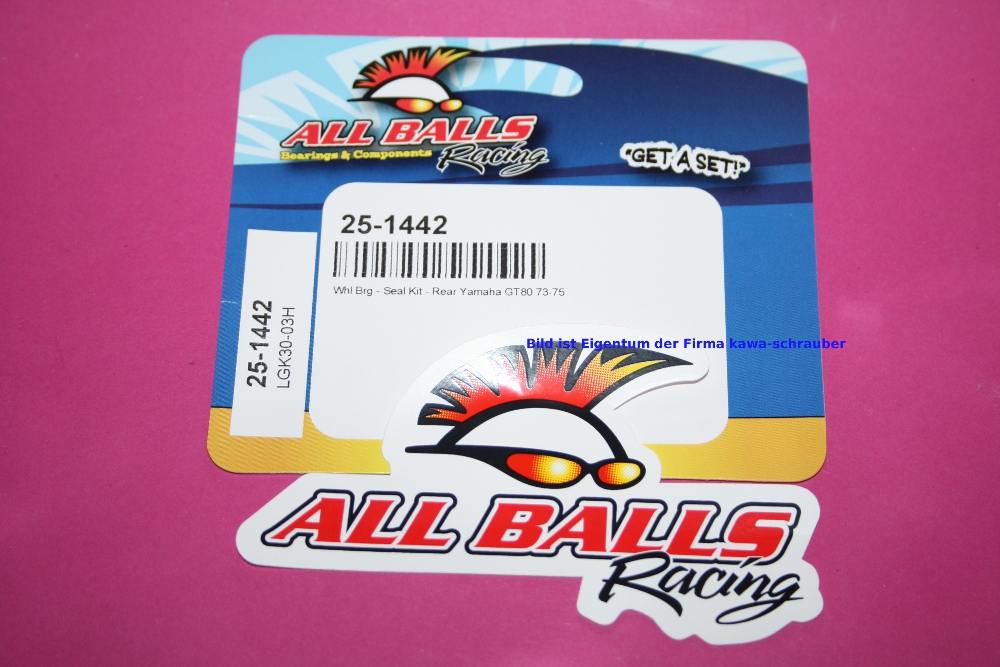 ALL BALLS
Bearings & Components
Racing
"GET A SET!"
25-1442
Whl Brg - Seal Kit - Rear Yamaha GT80 73-75
25-1442
LGK30-03H
Bild ist Eigentum der Firma kawa-schrauber
ALL BALLS
Racing